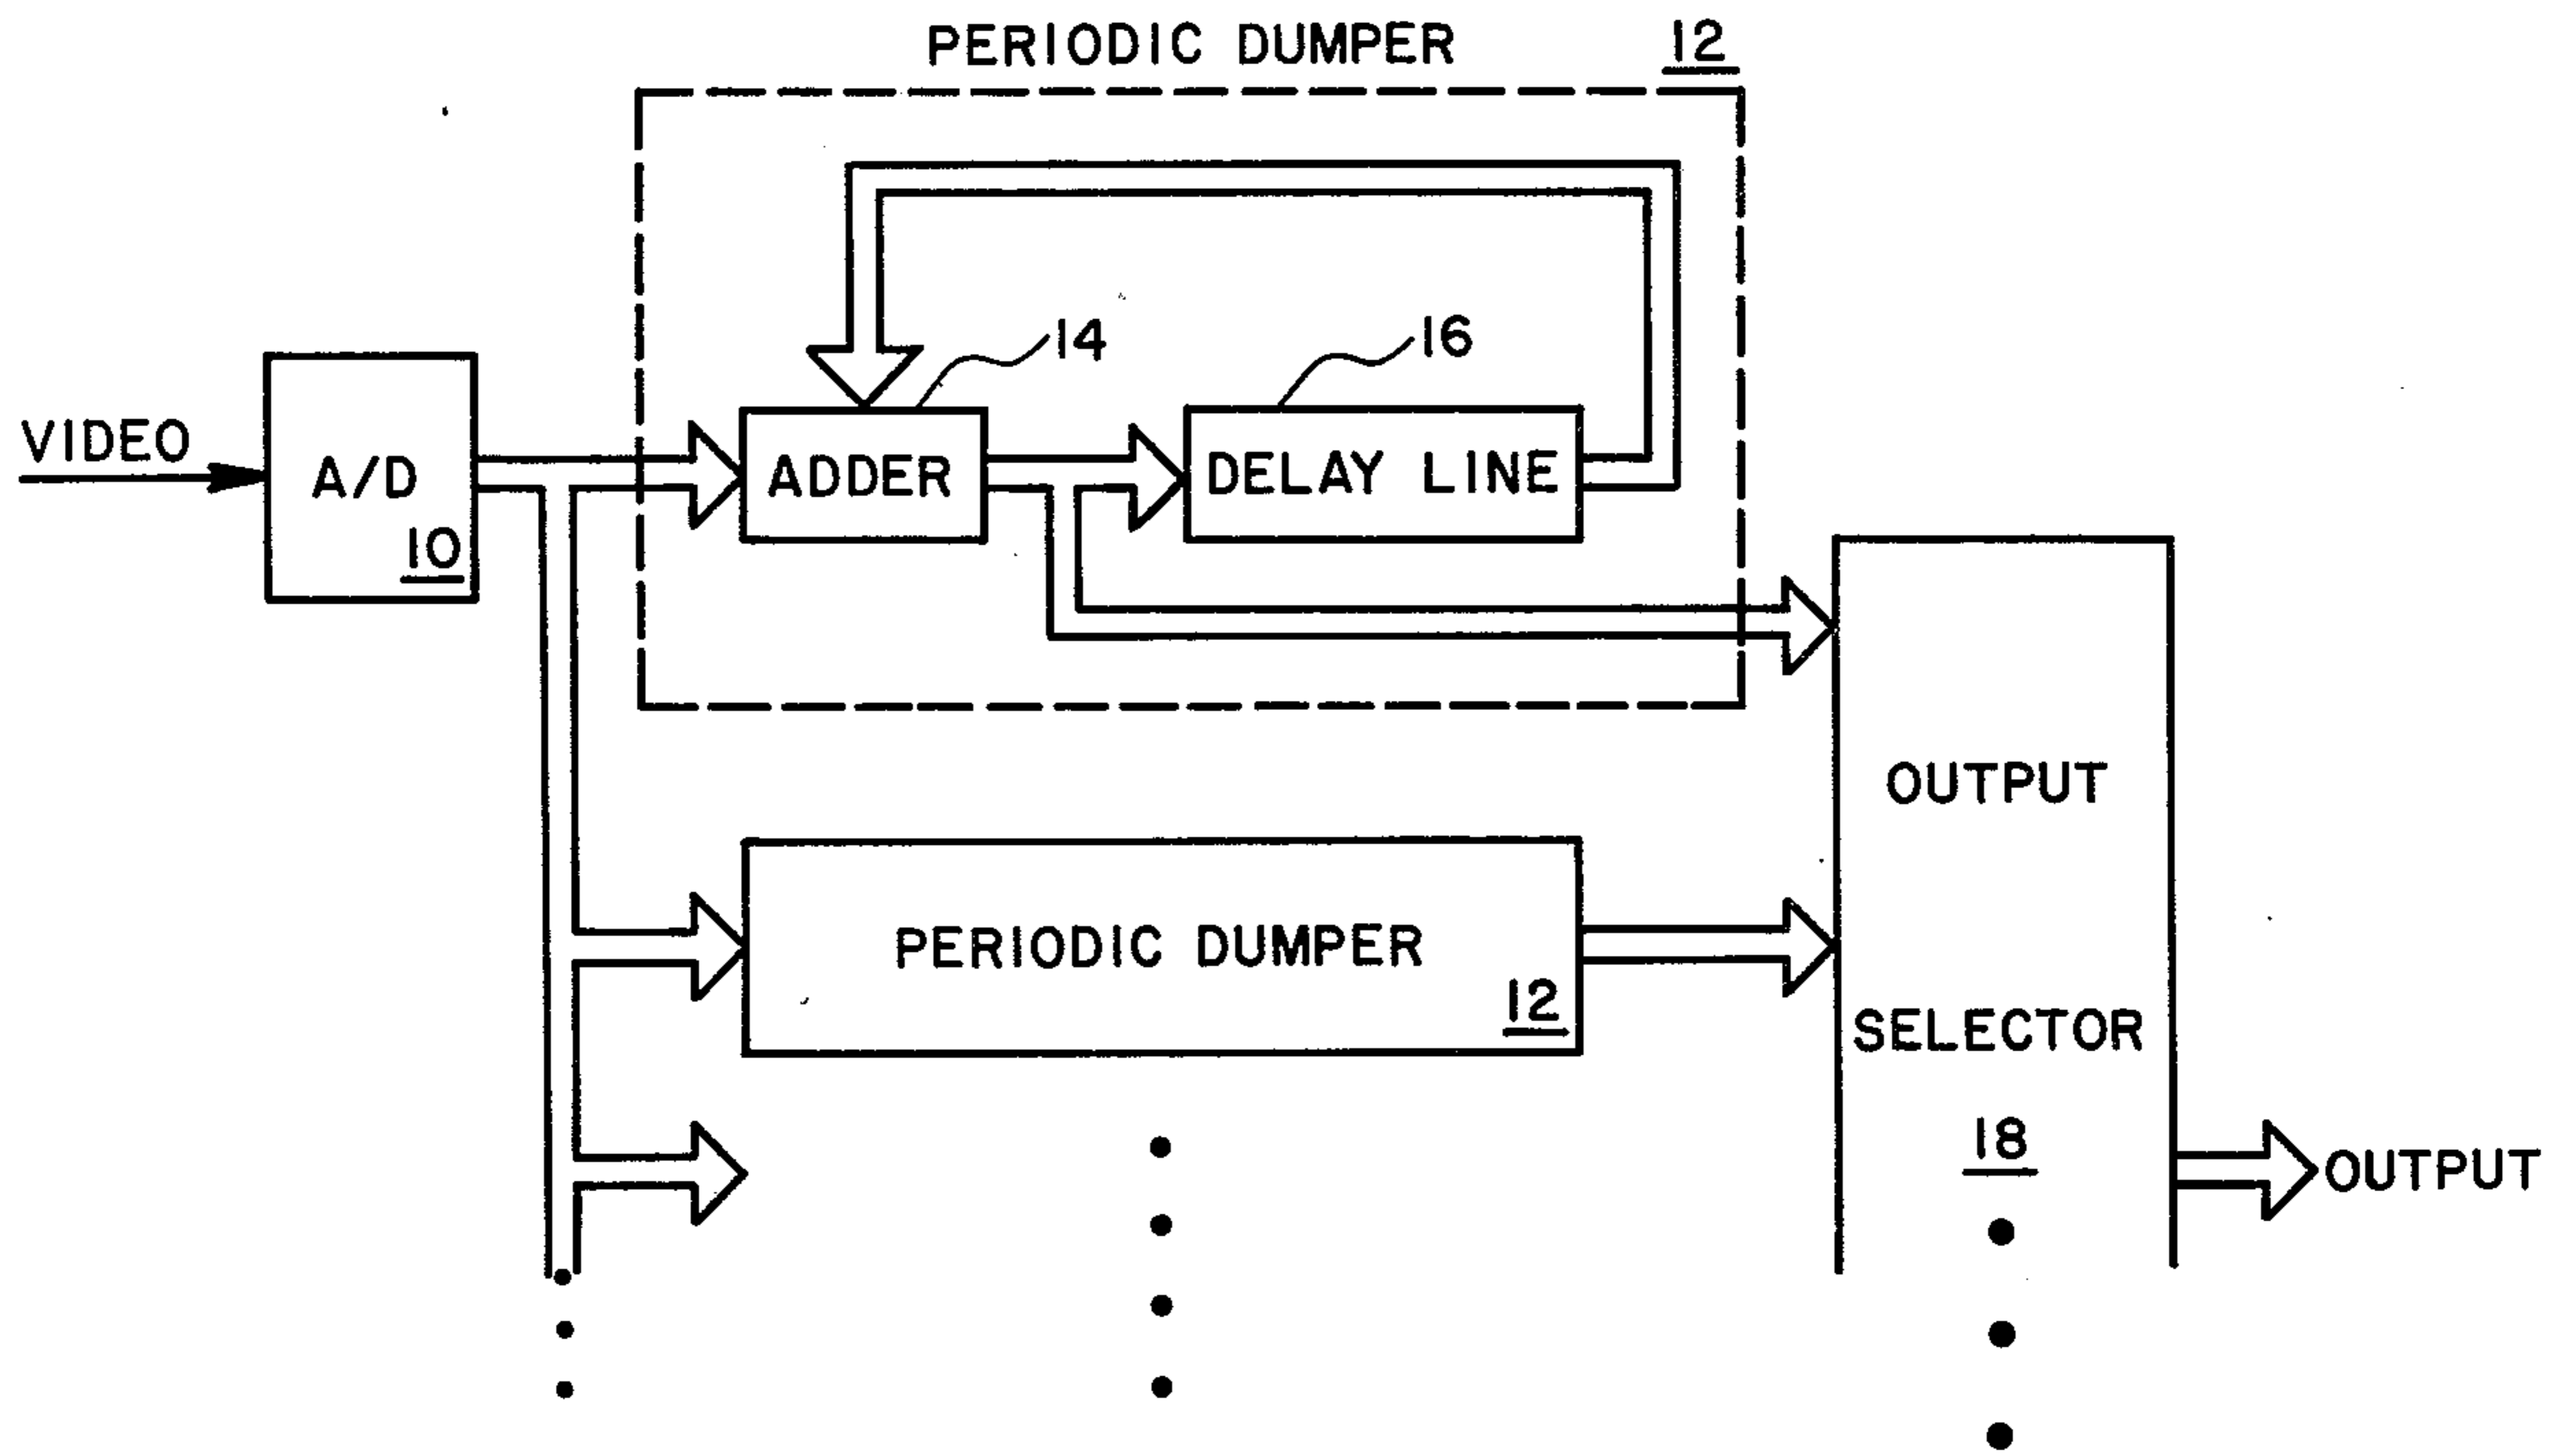 PERIODIC DUMPER 12
14
16
VIDEO
A/D
10
ADDER
DELAY LINE
OUTPUT
SELECTOR
18
PERIODIC DUMPER
12
OUTPUT